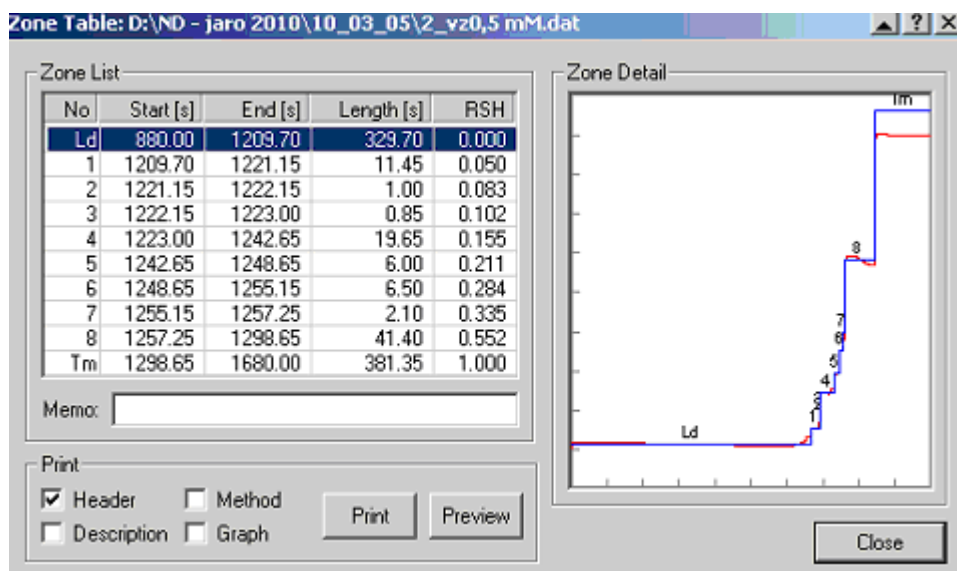 Zone Table: D:\ND - jaro 2010\10_03_05\2_vz0,5 mM.dat
Zone List
No Start [s] End [s] Length [s] RSH
Ld 880.00 1209.70 329.70 0.000
1 1209.70 1221.15 11.45 0.050
2 1221.15 1222.15 1.00 0.083
3 1222.15 1223.00 0.85 0.102
4 1223.00 1242.65 19.65 0.155
5 1242.65 1248.65 6.00 0.211
6 1248.65 1255.15 6.50 0.284
7 1255.15 1257.25 2.10 0.335
8 1257.25 1298.65 41.40 0.552
Tm 1298.65 1680.00 381.35 1.000
Memo:
Print
Header Method
Description Graph
Print Preview
Zone Detail
Tm
8
7
6
5
4
3
1
Ld
Close